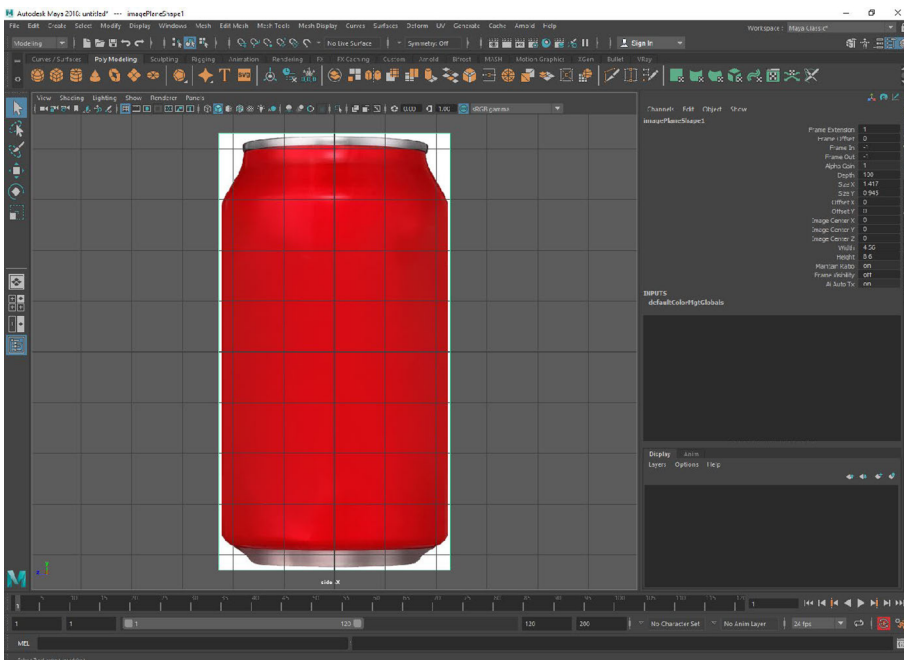 Autodesk Maya 2016: untitled* --- imagePlaneShape1
File Edit Create Select Modify Display Windows Mesh Edit Mesh Mesh Tools Mesh Display Curves Surfaces Deform UV Generate Cache Arnold Help
Workspace : Maya Classic*
Modeling
No Live Surface
Symmetry: Off
Sign In
Curves / Surfaces Poly Modeling Sculpting Rigging Animation Rendering FX FX Caching Custom Arnold Bifrost MASH Motion Graphics XGen Bullet VRay
View Shading Lighting Show Renderer Panels
0.00 1.00 sRGB gamma
Channels Edit Object Show
imagePlaneShape1
Frame Extension 1
Frame Offset 0
Frame In -1
Frame Out -1
Alpha Gain 1
Depth 100
Size X 1.417
Size Y 0.945
Offset X 0
Offset Y 0
Image Center X 0
Image Center Y 0
Image Center Z 0
Width 4.56
Height 8.6
Maintain Ratio on
Frame Visibility off
Ai Auto Tx on
INPUTS
defaultColorMgtGlobals
side -X
Display Anim
Layers Options Help
1
1 1 1 120 120 200 No Character Set No Anim Layer 24 fps
MEL